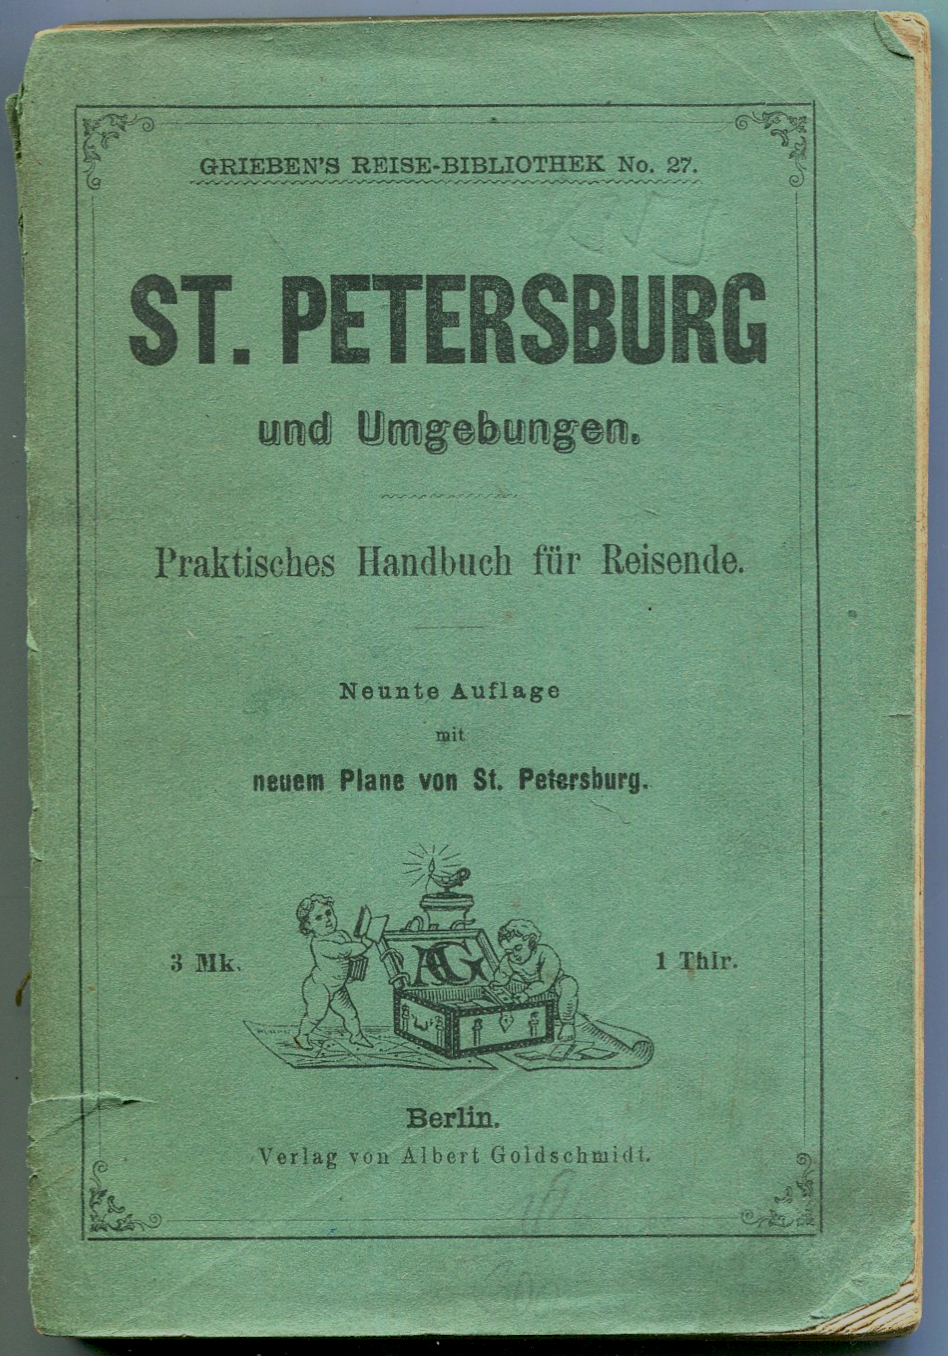 GRIEBEN'S REISE-BIBLIOTHEK No. 27.
ST. PETERSBURG
und Umgebungen.
Praktisches Handbuch für Reisende.
Neunte Auflage
mit
neuem Plane von St. Petersburg.
AG
3 Mk.
1 Thlr.
Berlin.
Verlag von Albert Goldschmidt.